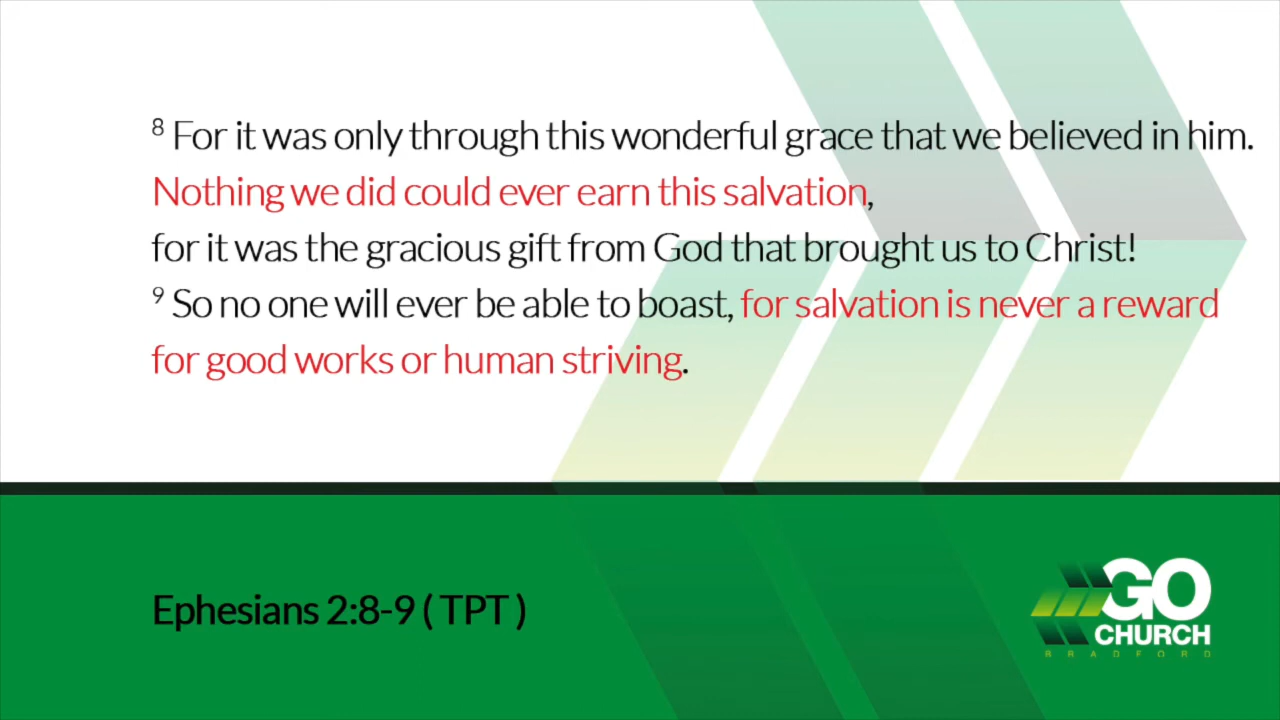 ⁸ For it was only through this wonderful grace that we believed in him.
Nothing we did could ever earn this salvation,
for it was the gracious gift from God that brought us to Christ!
⁹ So no one will ever be able to boast, for salvation is never a reward
for good works or human striving.
Ephesians 2:8-9 ( TPT )
GO
CHURCH
BRADFORD